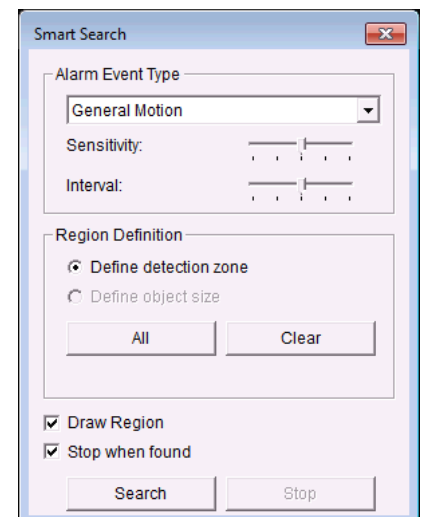 Smart Search
Alarm Event Type
General Motion
Sensitivity:
Interval:
Region Definition
Define detection zone
Define object size
All Clear
Draw Region
Stop when found
Search Stop